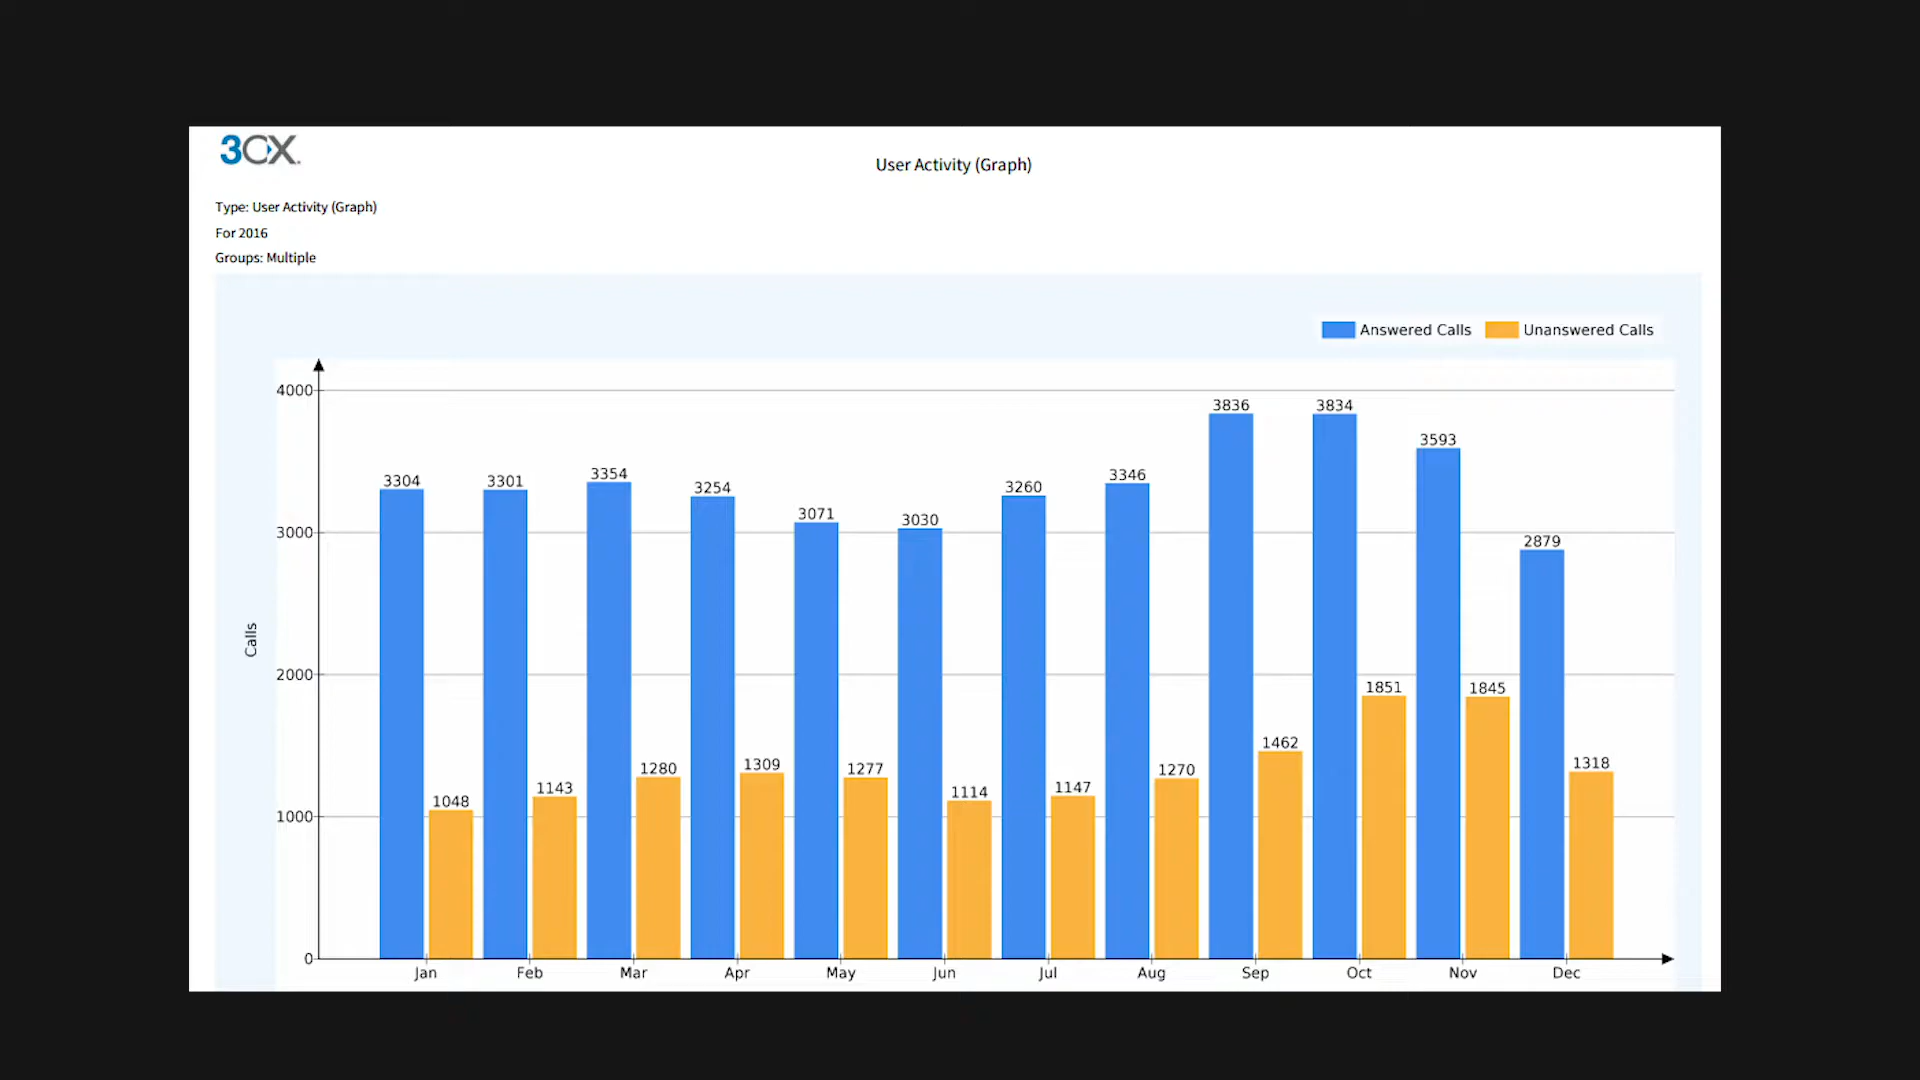 3CX
User Activity (Graph)
Type: User Activity (Graph)
For 2016
Groups: Multiple
Answered Calls Unanswered Calls
4000
3000
2000
1000
0
Calls
3304 1048
3301 1143
3354 1280
3254 1309
3071 1277
3030 1114
3260 1147
3346 1270
3836 1462
3834 1851
3593 1845
2879 1318
Jan Feb Mar Apr May Jun Jul Aug Sep Oct Nov Dec